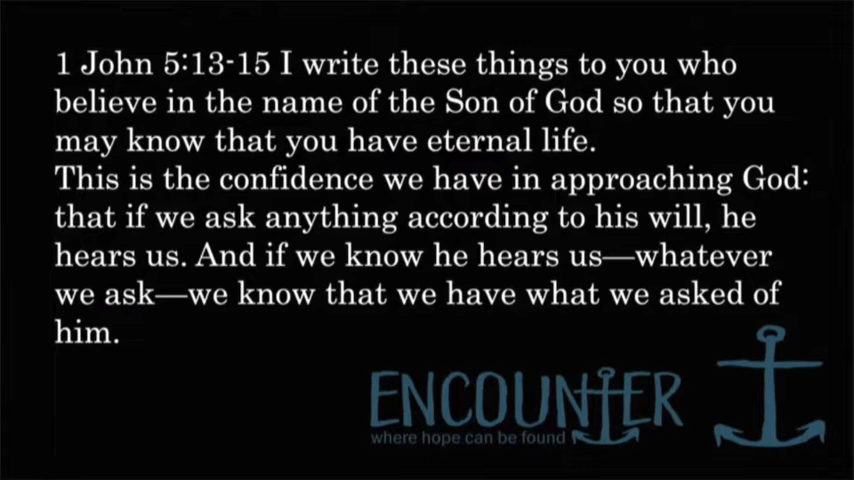 1 John 5:13-15 I write these things to you who
believe in the name of the Son of God so that you
may know that you have eternal life.
This is the confidence we have in approaching God:
that if we ask anything according to his will, he
hears us. And if we know he hears us—whatever
we ask—we know that we have what we asked of
him.
ENCOUNTER
where hope can be found